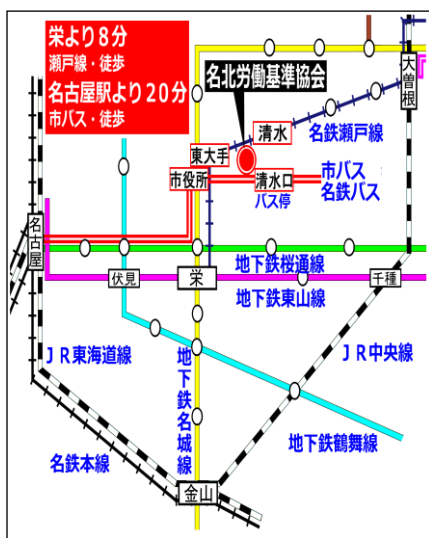 栄より8分
瀬戸線・徒歩
名古屋駅より20分
市バス・徒歩
名北労働基準協会
大曽根
清水
名鉄瀬戸線
東大手
市役所
清水口
バス停
市バス
名鉄バス
名古屋
地下鉄桜通線
伏見
栄
千種
地下鉄東山線
JR東海道線
地下鉄名城線
JR中央線
地下鉄鶴舞線
名鉄本線
金山